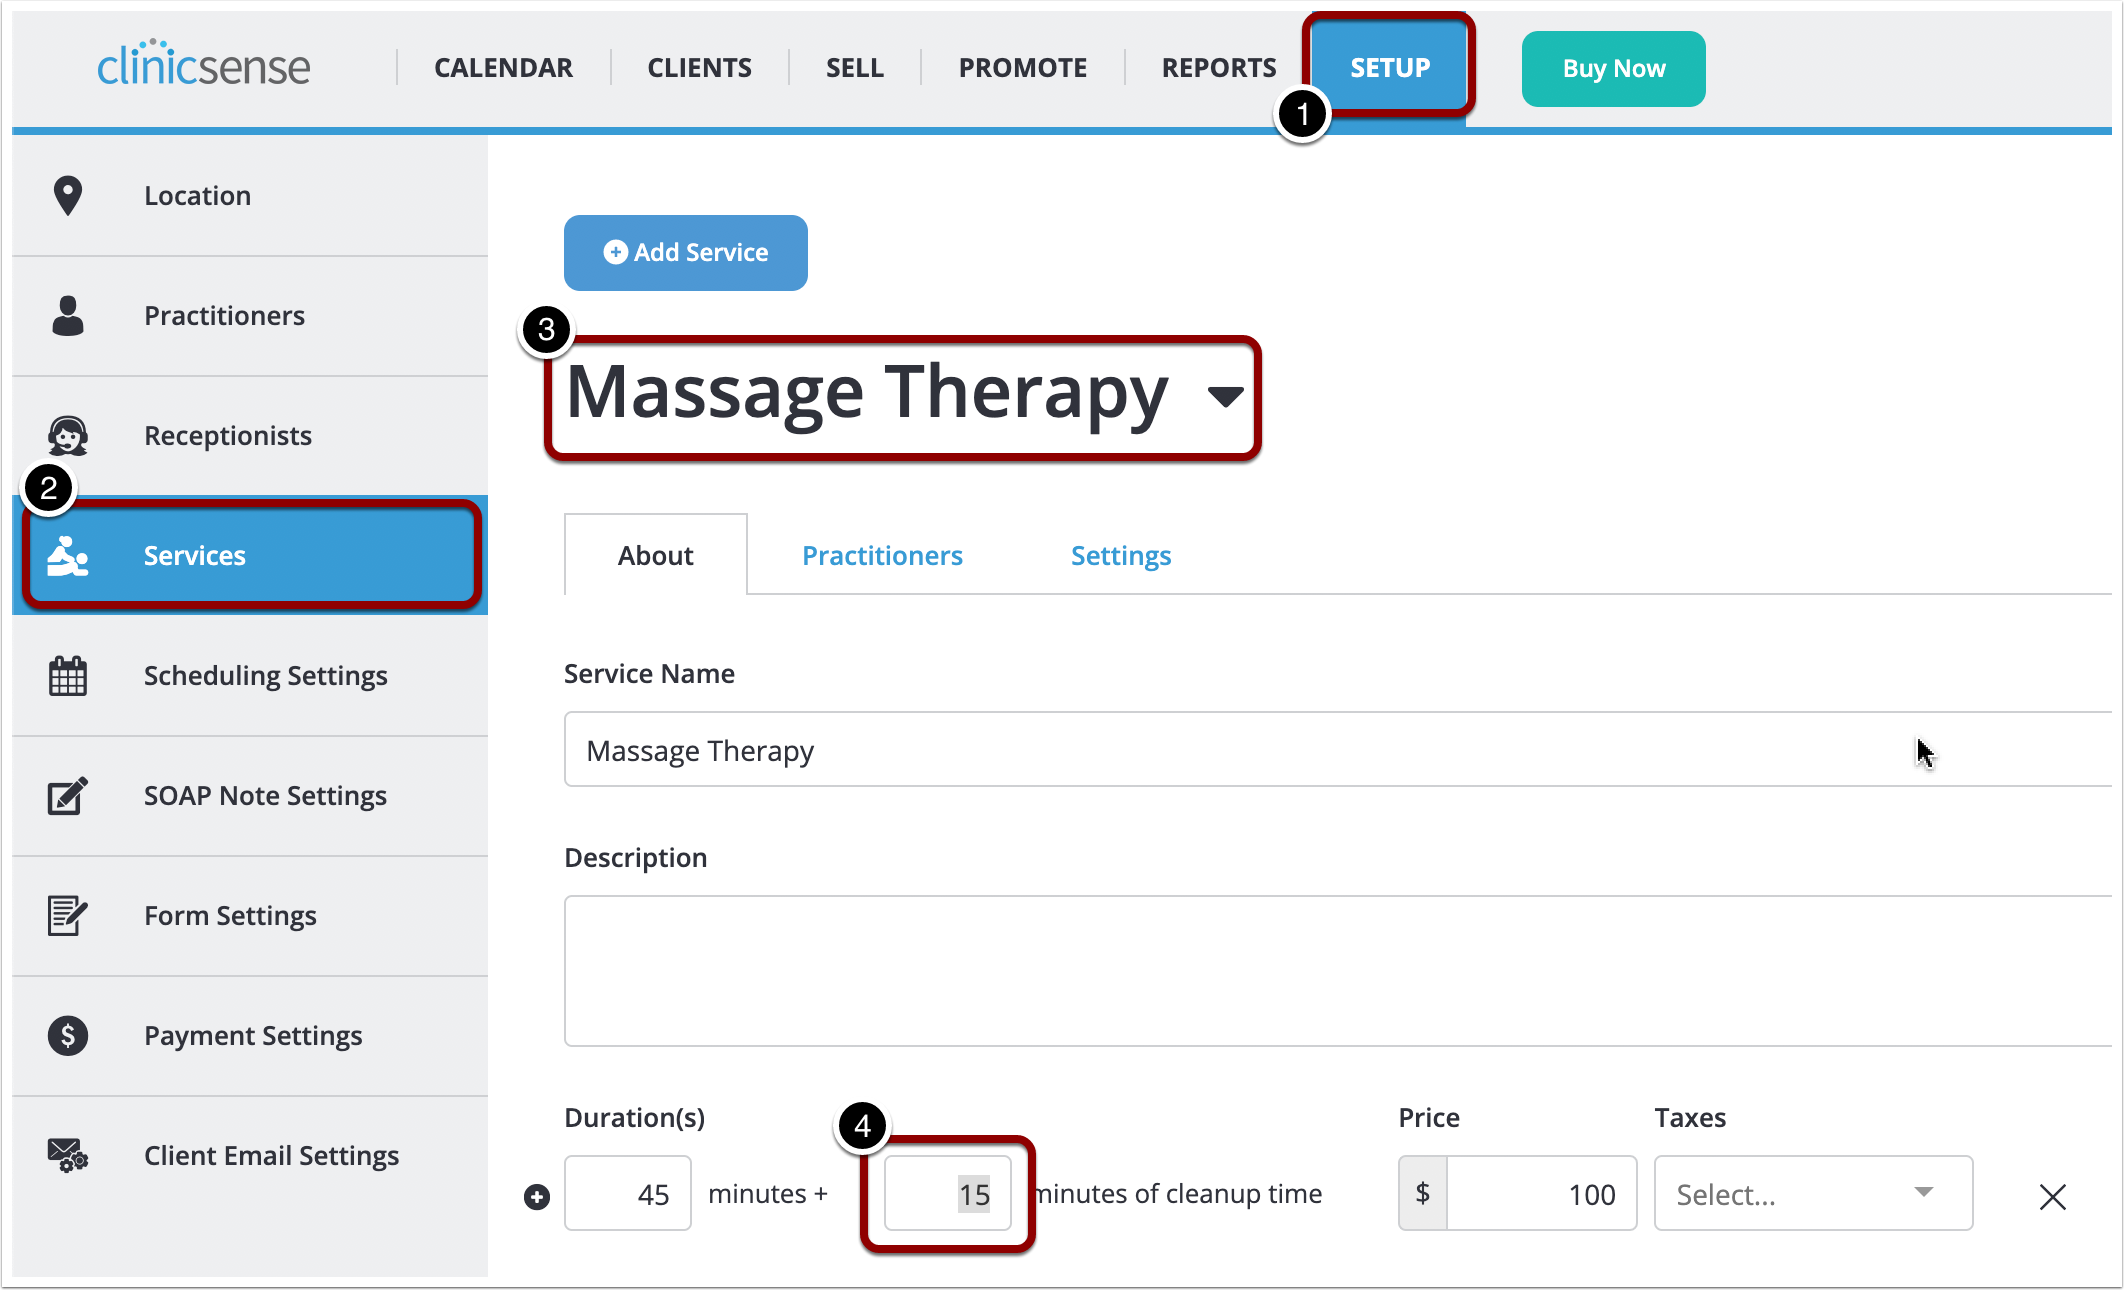 clinicsense
CALENDAR
CLIENTS
SELL
PROMOTE
REPORTS
SETUP
Buy Now
1
Location
Practitioners
Receptionists
2
Services
Scheduling Settings
SOAP Note Settings
Form Settings
Payment Settings
Client Email Settings
Add Service
3
Massage Therapy
About
Practitioners
Settings
Service Name
Massage Therapy
Description
Duration(s)
4
Price
Taxes
45 minutes + 15 minutes of cleanup time
$ 100
Select...